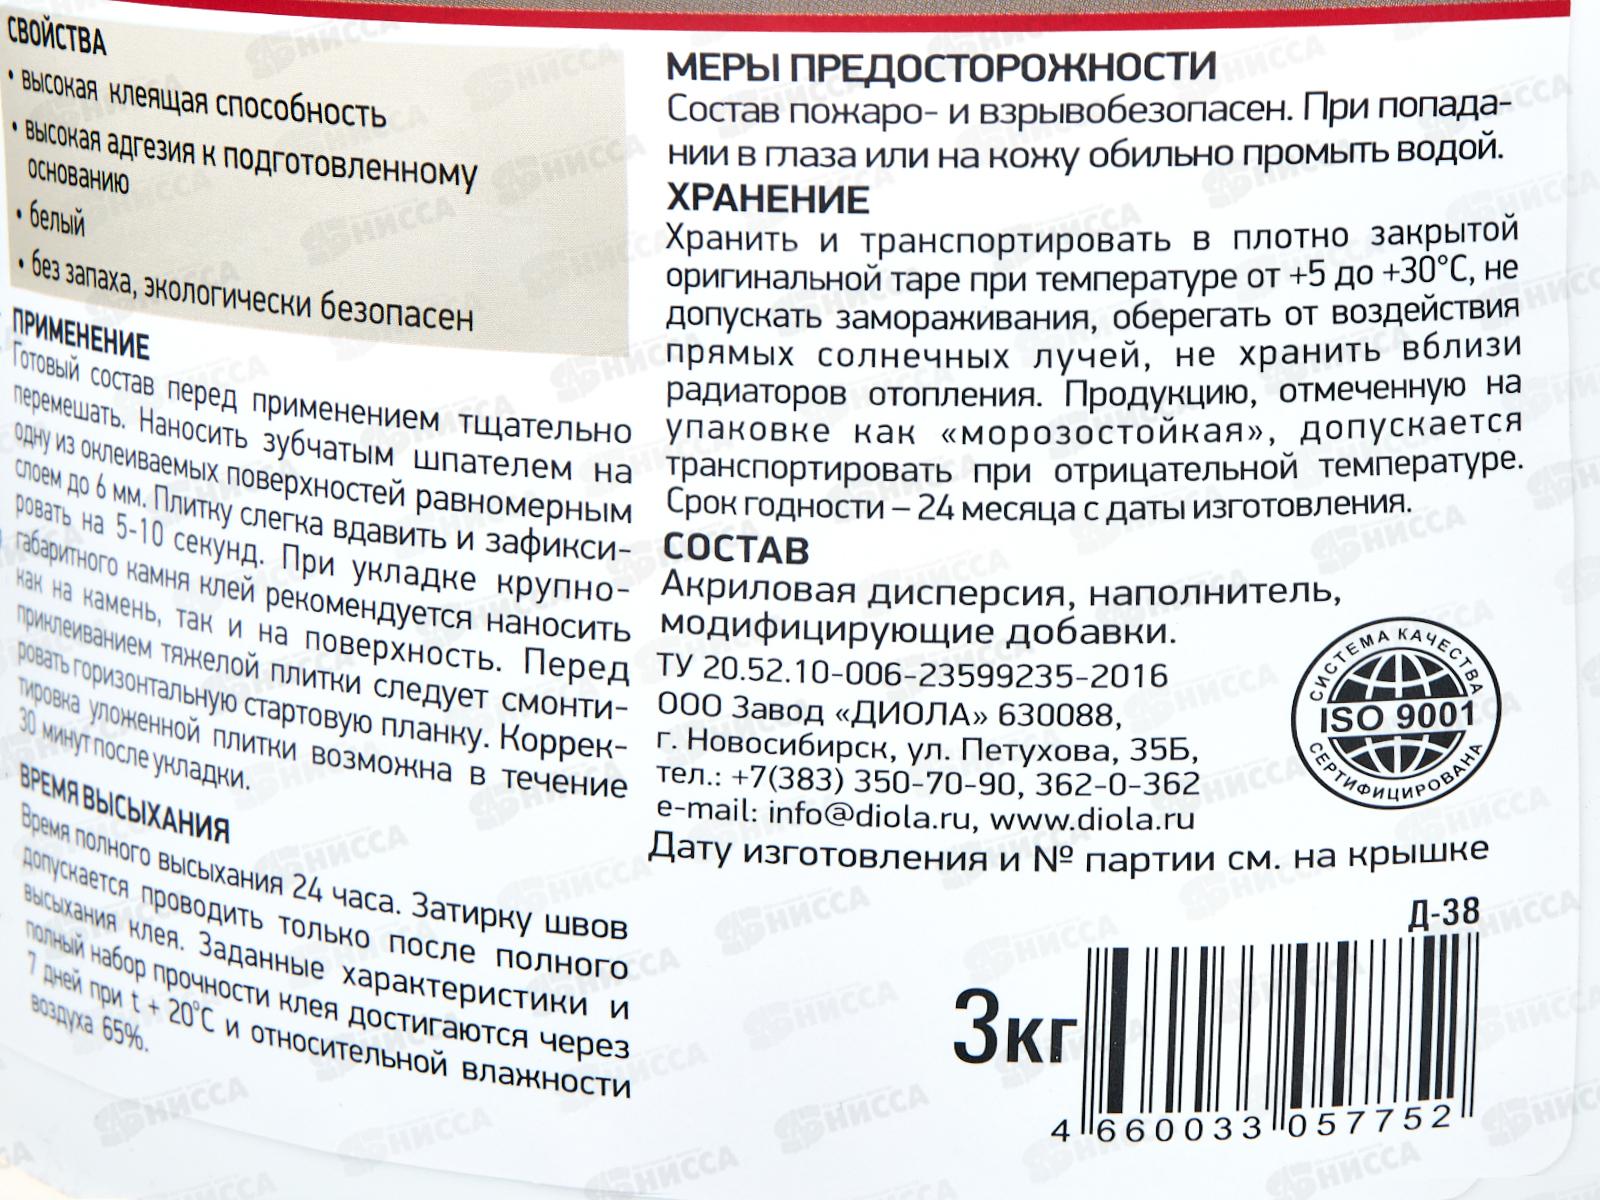 СВОЙСТВА
• высокая клеящая способность
• высокая адгезия к подготовленному
основанию
• белый
• без запаха, экологически безопасен
ПРИМЕНЕНИЕ
Готовый состав перед применением тщательно
перемешать. Наносить зубчатым шпателем на
одну из оклеиваемых поверхностей равномерным
слоем до 6 мм. Плитку слегка вдавить и зафикси-
ровать на 5-10 секунд. При укладке крупно-
габаритного камня клей рекомендуется наносить
как на камень, так и на поверхность. Перед
приклеиванием тяжелой плитки следует смонти-
ровать горизонтальную стартовую планку. Коррек-
тировка уложенной плитки возможна в течение
30 минут после укладки.
ВРЕМЯ ВЫСЫХАНИЯ
Время полного высыхания 24 часа. Затирку швов
допускается проводить только после полного
высыхания клея. Заданные характеристики и
полный набор прочности клея достигаются через
7 дней при t + 20°С и относительной влажности
воздуха 65%.
МЕРЫ ПРЕДОСТОРОЖНОСТИ
Состав пожаро- и взрывобезопасен. При попада-
нии в глаза или на кожу обильно промыть водой.
ХРАНЕНИЕ
Хранить и транспортировать в плотно закрытой
оригинальной таре при температуре от +5 до +30°С, не
допускать замораживания, оберегать от воздействия
прямых солнечных лучей, не хранить вблизи
радиаторов отопления. Продукцию, отмеченную на
упаковке как «морозостойкая», допускается
транспортировать при отрицательной температуре.
Срок годности – 24 месяца с даты изготовления.
СОСТАВ
Акриловая дисперсия, наполнитель,
модифицирующие добавки.
ТУ 20.52.10-006-23599235-2016
ООО Завод «ДИОЛА» 630088,
г. Новосибирск, ул. Петухова, 35Б,
тел.: +7(383) 350-70-90, 362-0-362
e-mail: info@diola.ru, www.diola.ru
Дату изготовления и № партии см. на крышке
СИСТЕМА КАЧЕСТВА
ISO 9001
СЕРТИФИЦИРОВАНА
Д-38
3кг
4 660033 057752
НИССА